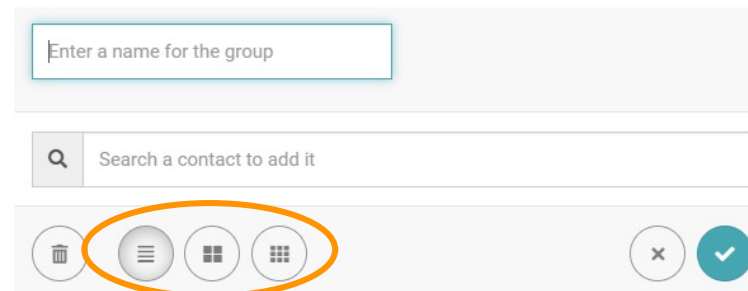 Enter a name for the group
Search a contact to add it